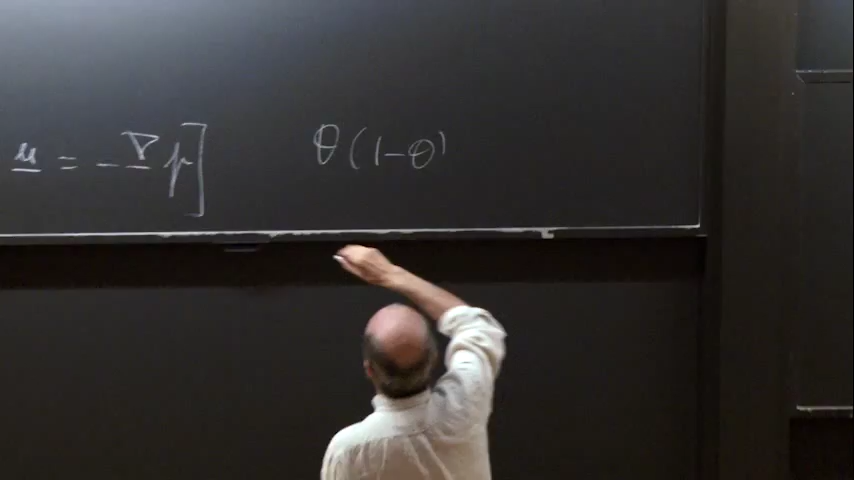 u = - ∇ p] θ(1-θ)